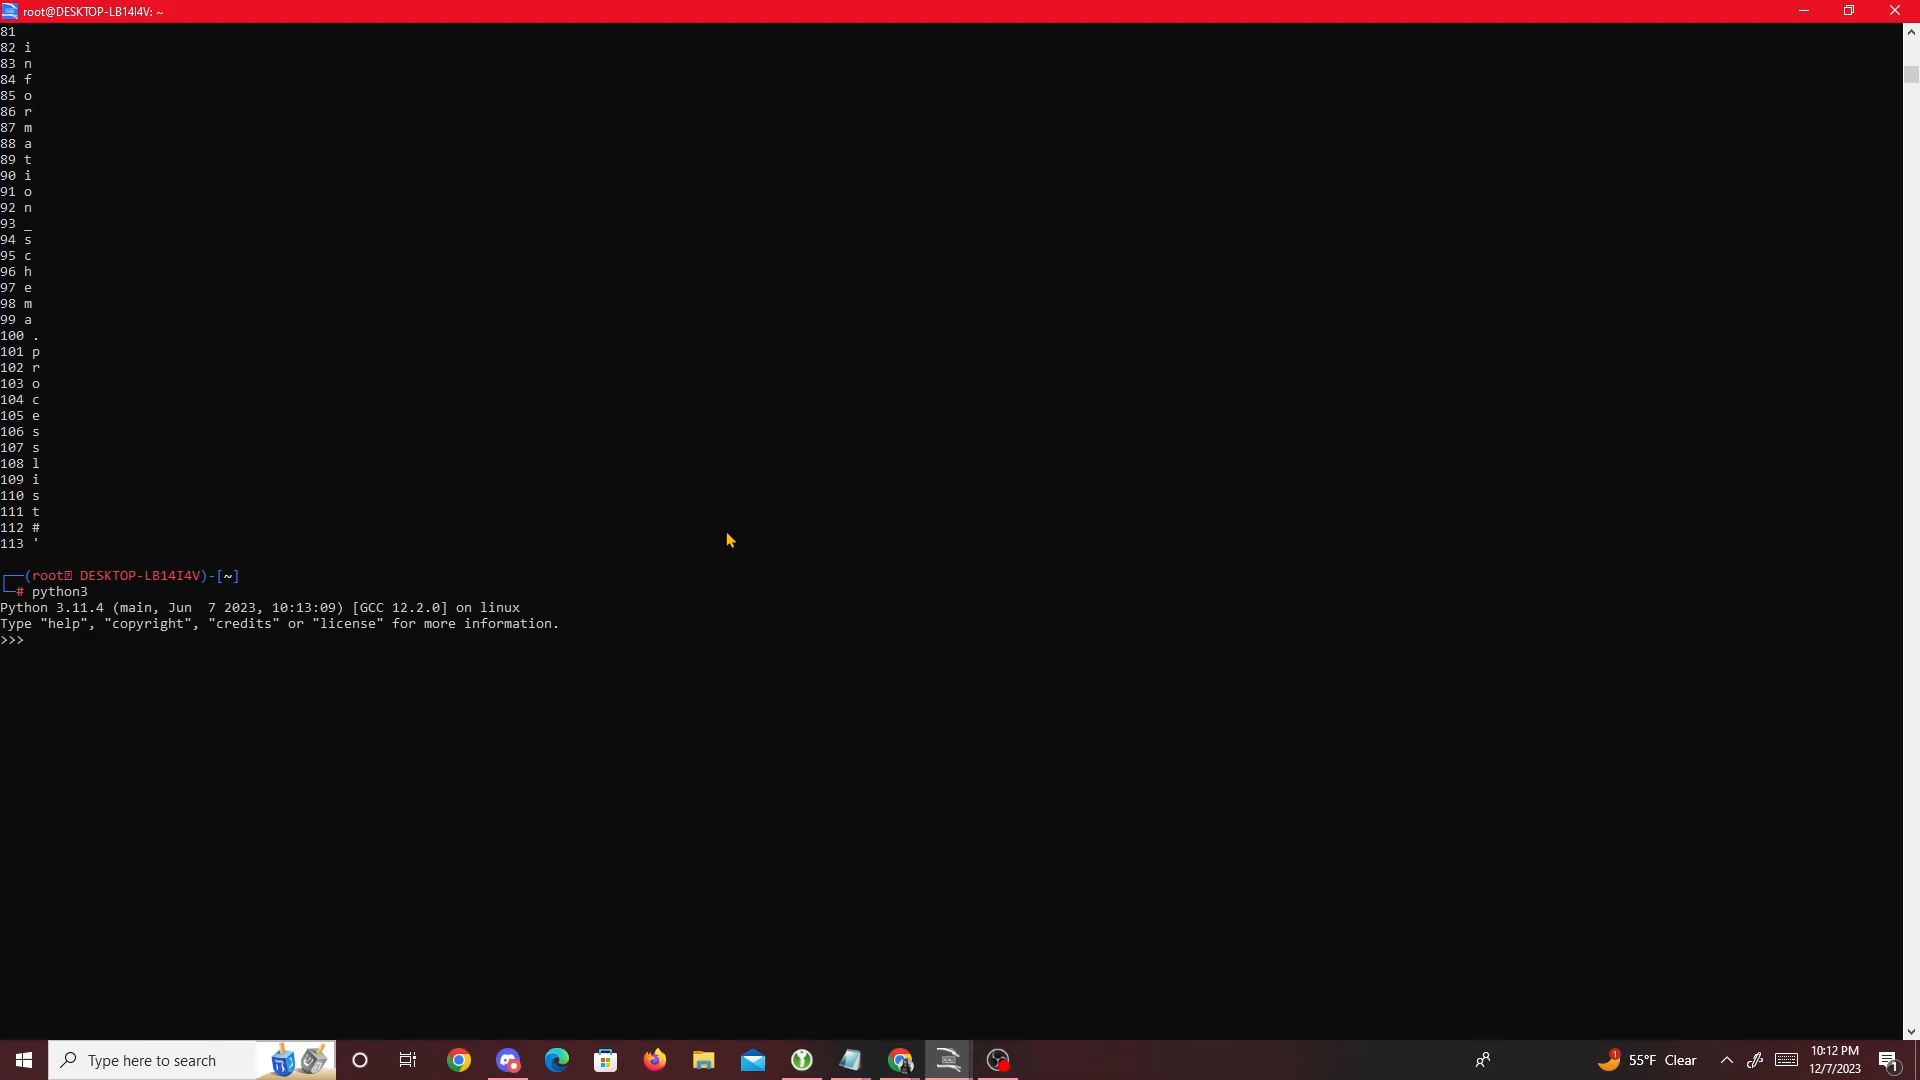 root@DESKTOP-LB14I4V: ~
81
82 i
83 n
84 f
85 o
86 r
87 m
88 a
89 t
90 i
91 o
92 n
93 _
94 s
95 c
96 h
97 e
98 m
99 a
100 .
101 p
102 r
103 o
104 c
105 e
106 s
107 s
108 l
109 i
110 s
111 t
112 #
113 '
┌──(root㉿ DESKTOP-LB14I4V)-[~]
└─# python3
Python 3.11.4 (main, Jun  7 2023, 10:13:09) [GCC 12.2.0] on linux
Type "help", "copyright", "credits" or "license" for more information.
>>>
Type here to search
1
55°F Clear
10:12 PM
12/7/2023
1